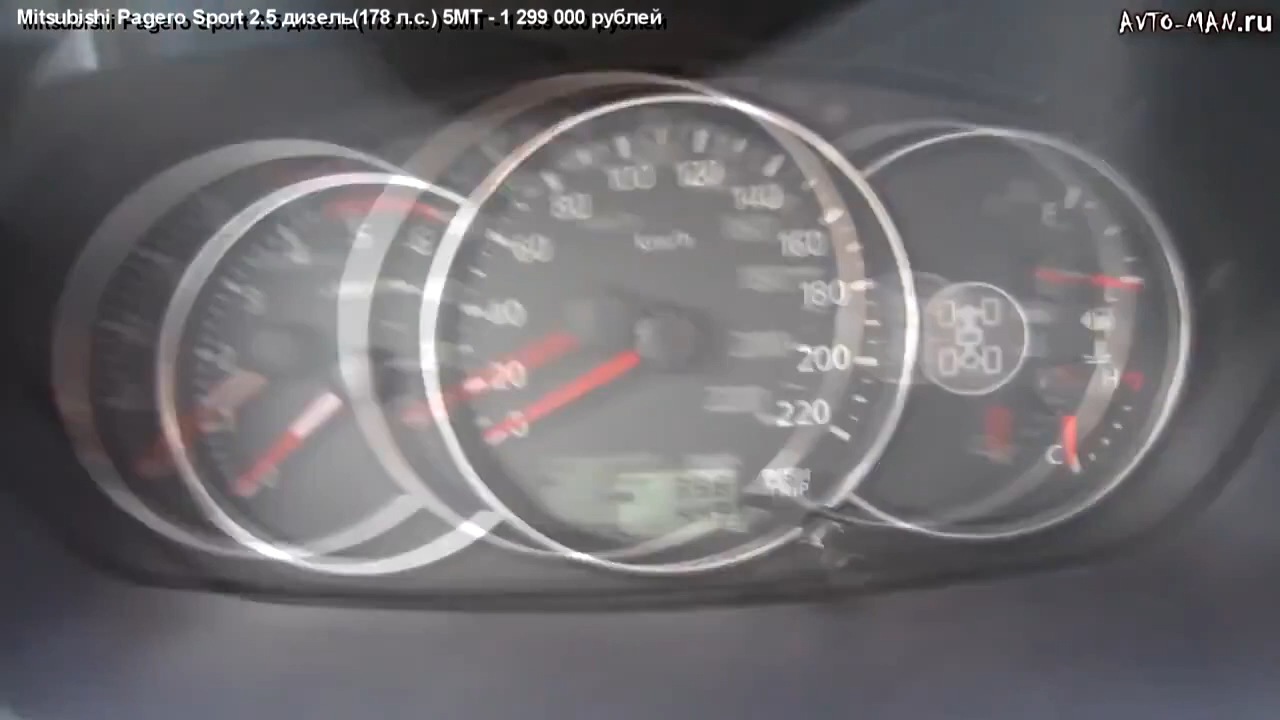 Mitsubishi Pagero Sport 2.5 дизель(178 л.с.) 5МТ - 1 299 000 рублей
AVTO-MAN.ru
100 120
80 140
60 km/h 160
40 180
20 200
0 220
E
H
C